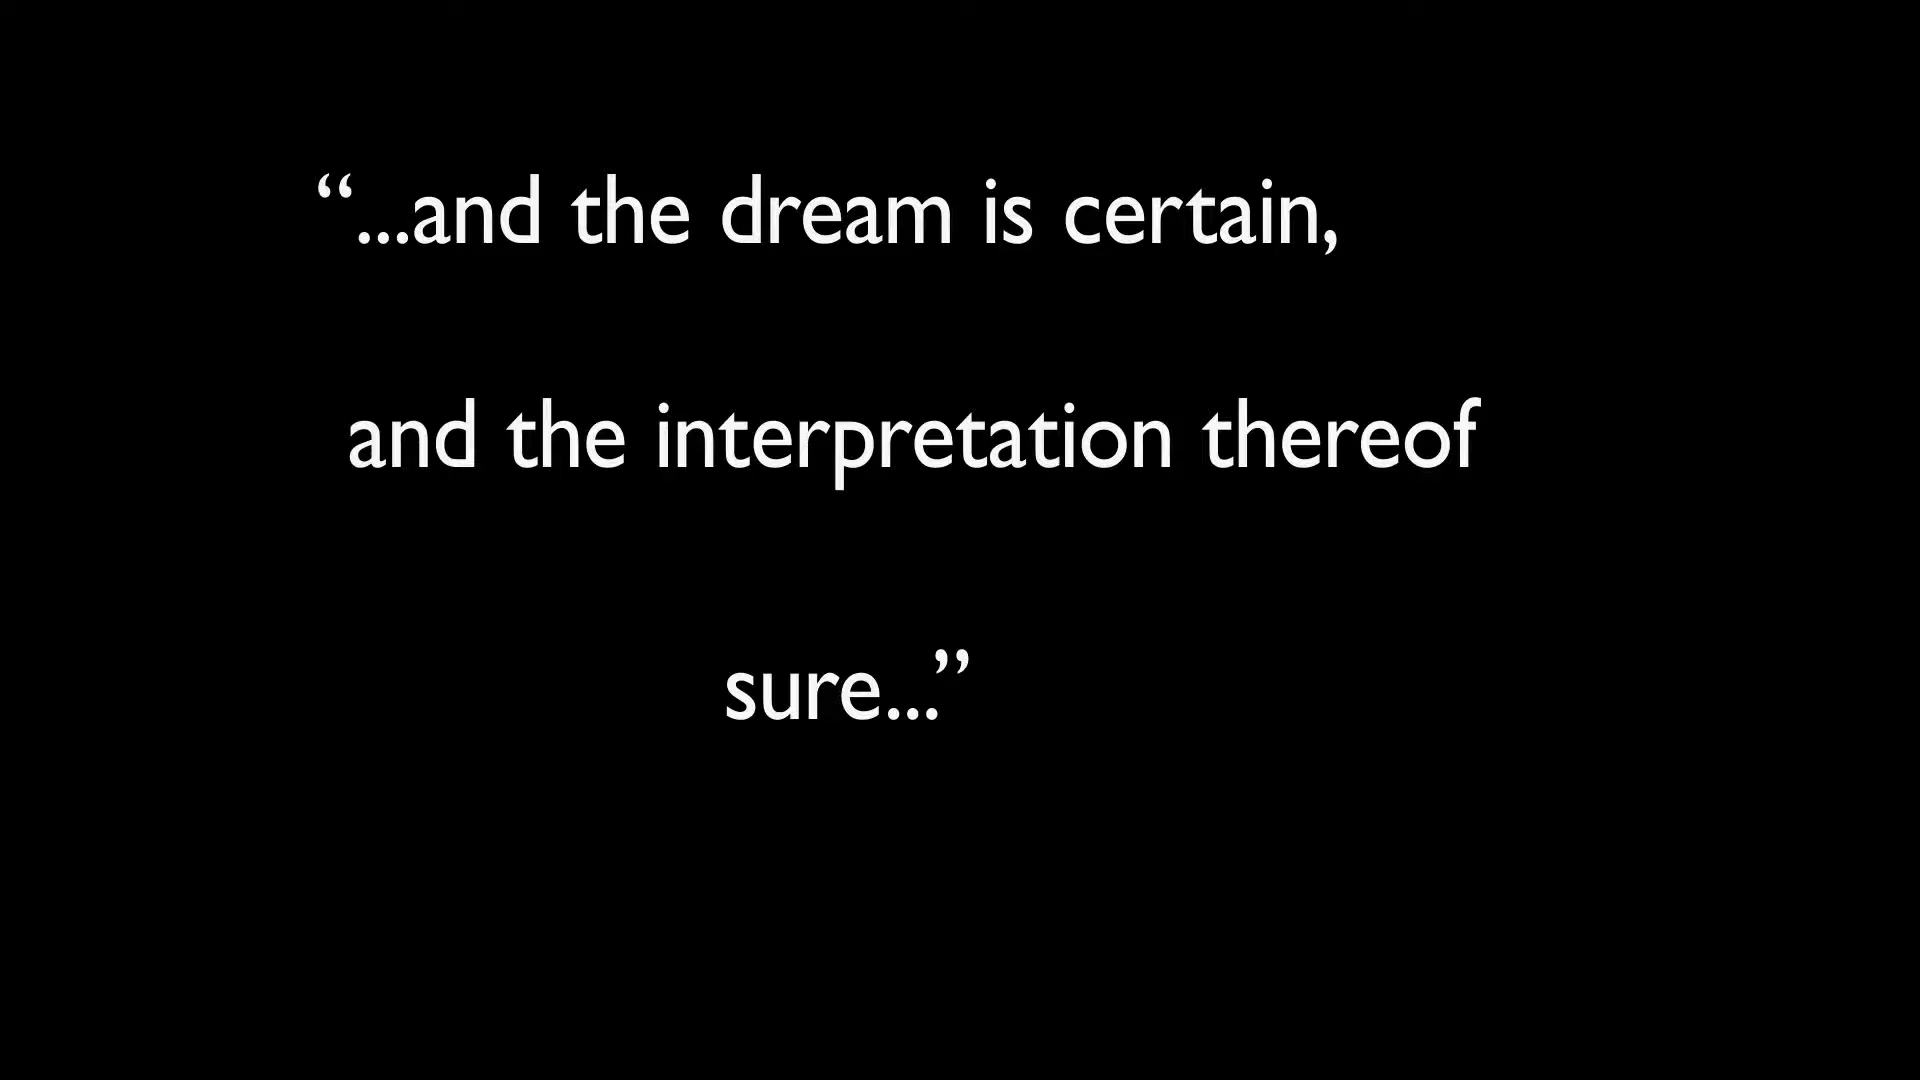 “...and the dream is certain,
and the interpretation thereof
sure...”